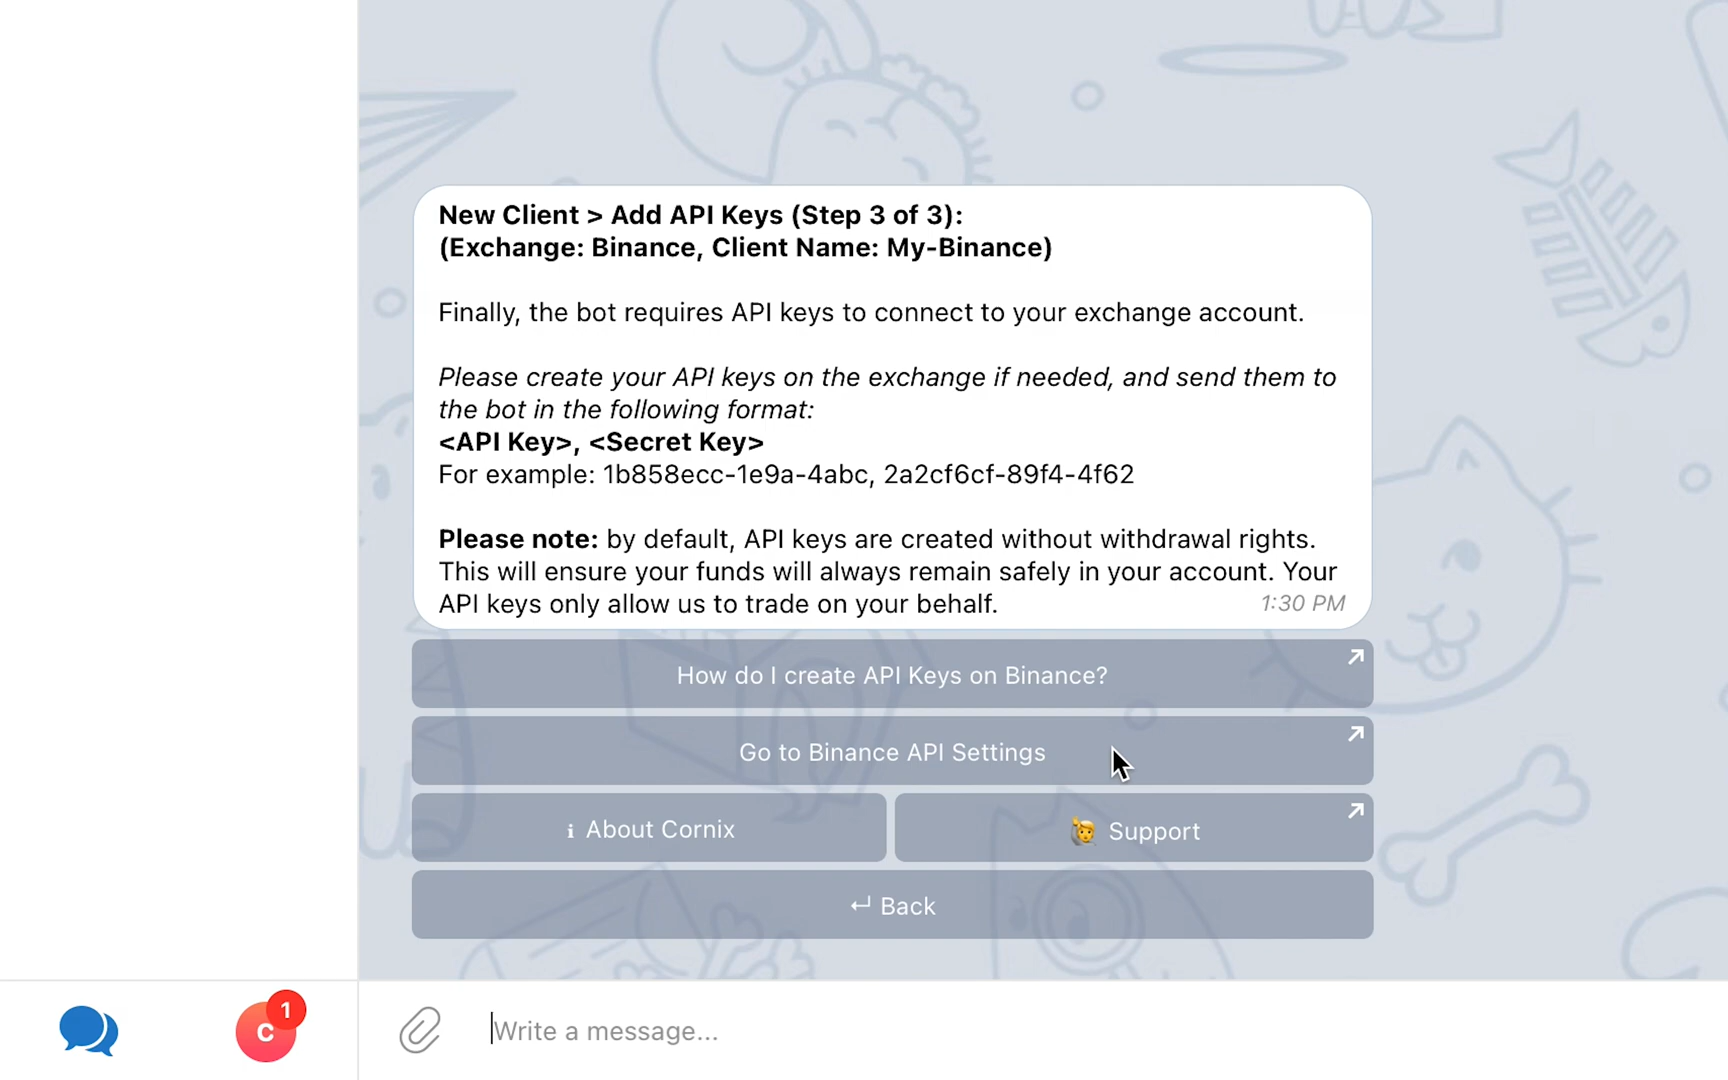 New Client > Add API Keys (Step 3 of 3):
(Exchange: Binance, Client Name: My-Binance)
Finally, the bot requires API keys to connect to your exchange account.
Please create your API keys on the exchange if needed, and send them to
the bot in the following format:
<API Key>, <Secret Key>
For example: 1b858ecc-1e9a-4abc, 2a2cf6cf-89f4-4f62
Please note: by default, API keys are created without withdrawal rights.
This will ensure your funds will always remain safely in your account. Your
API keys only allow us to trade on your behalf.
1:30 PM
How do I create API Keys on Binance?
Go to Binance API Settings
ℹ About Cornix
🙋 Support
↵ Back
C
1
Write a message...